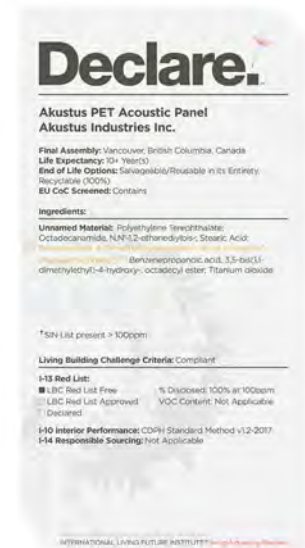 Declare.
Akustus PET Acoustic Panel
Akustus Industries Inc.
Final Assembly: Vancouver, British Columbia, Canada
Life Expectancy: 10+ Year(s)
End of Life Options: Salvageable/Reusable in its Entirety,
Recyclable (100%)
EU CoC Screened: Contains
Ingredients:
Unnamed Material: Polyethylene Terephthalate;
Octadecanamide, N,N'-1,2-ethanediylbis-; Stearic Acid;
Benzenepropanoic acid, 3,5-bis(1,1-
dimethylethyl)-4-hydroxy-, octadecyl ester; Titanium dioxide
†SIN List present > 100ppm
Living Building Challenge Criteria: Compliant
I-13 Red List:
LBC Red List Free % Disclosed: 100% at 100ppm
LBC Red List Approved VOC Content: Not Applicable
Declared
I-10 Interior Performance: CDPH Standard Method v1.2-2017
I-14 Responsible Sourcing: Not Applicable
INTERNATIONAL LIVING FUTURE INSTITUTE